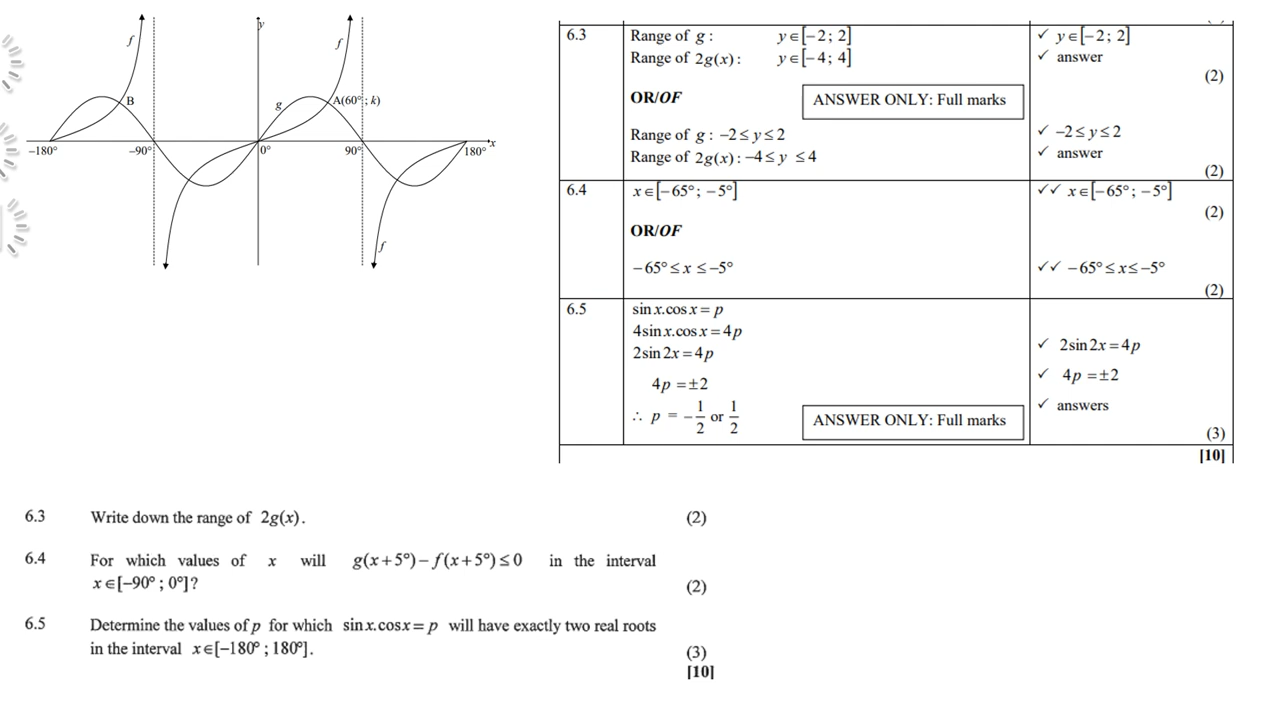 y
f
f
B
g
A(60°; k)
−180°
−90°
0°
90°
180°
x
f
6.3
Range of g : y∈[−2; 2]
Range of 2g(x): y∈[−4; 4]
OR/OF
ANSWER ONLY: Full marks
Range of g : −2 ≤ y ≤ 2
Range of 2g(x): −4 ≤ y ≤ 4
✓ y∈[−2; 2]
✓ answer
(2)
✓ −2 ≤ y ≤ 2
✓ answer
(2)
6.4
x∈[−65°; −5°]
OR/OF
−65° ≤ x ≤ −5°
✓✓ x∈[−65°; −5°]
(2)
✓✓ −65° ≤ x ≤ −5°
(2)
6.5
sin x.cos x = p
4sin x.cos x = 4p
2sin 2x = 4p
4p = ±2
∴ p = −1/2 or 1/2
ANSWER ONLY: Full marks
✓ 2sin 2x = 4p
✓ 4p = ±2
✓ answers
(3)
[10]
6.3 Write down the range of 2g(x). (2)
6.4 For which values of x will g(x+5°) − f(x+5°) ≤ 0 in the interval
x∈[−90° ; 0°]? (2)
6.5 Determine the values of p for which sin x.cos x = p will have exactly two real roots
in the interval x∈[−180° ; 180°]. (3)
[10]